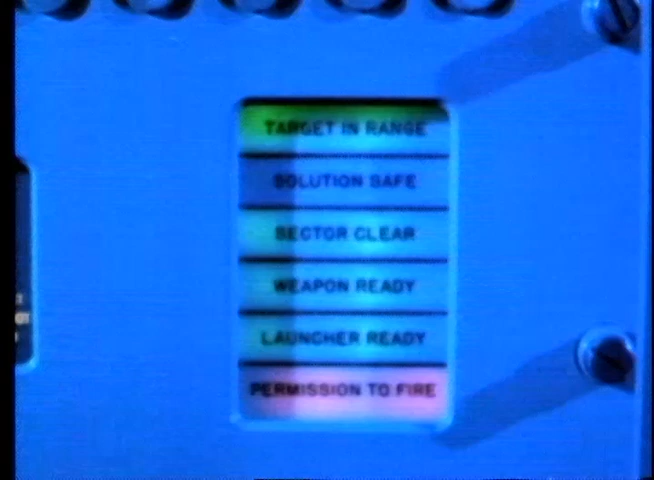 TARGET IN RANGE
SOLUTION SAFE
SECTOR CLEAR
WEAPON READY
LAUNCHER READY
PERMISSION TO FIRE